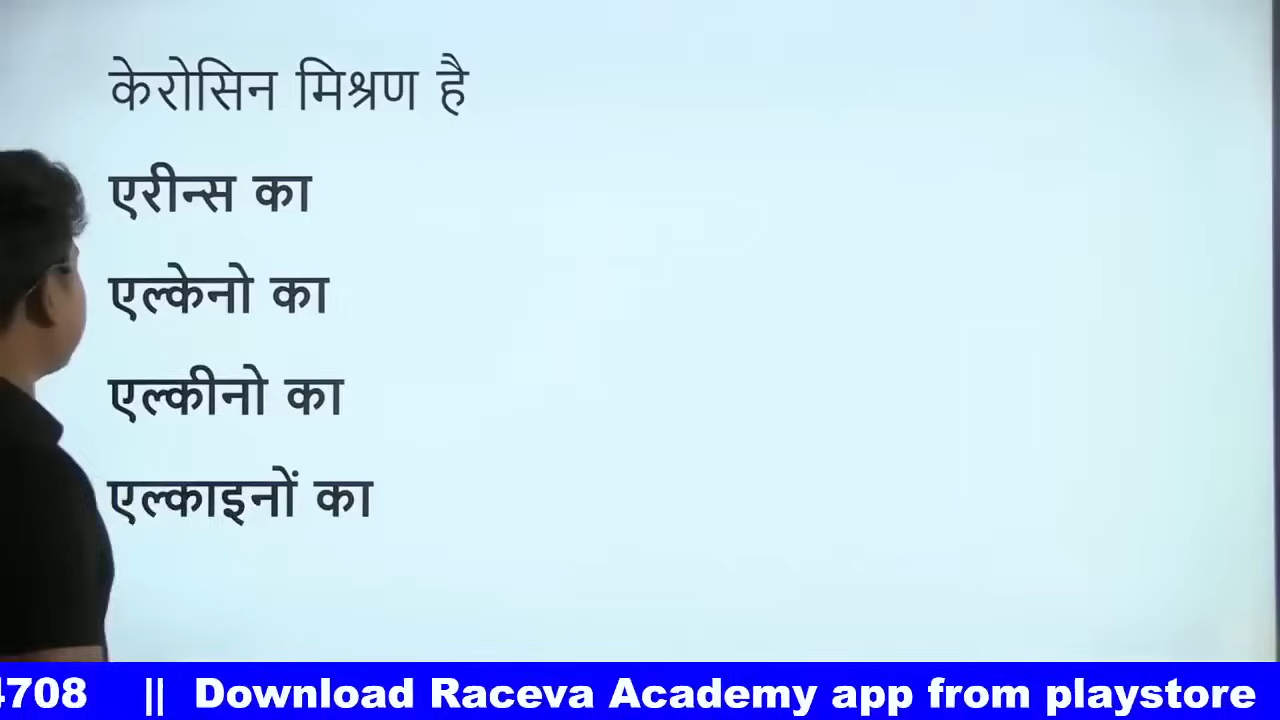 केरोसिन मिश्रण है
एरीन्स का
एल्केनो का
एल्कीनो का
एल्काइनों का
4708 || Download Raceva Academy app from playstore